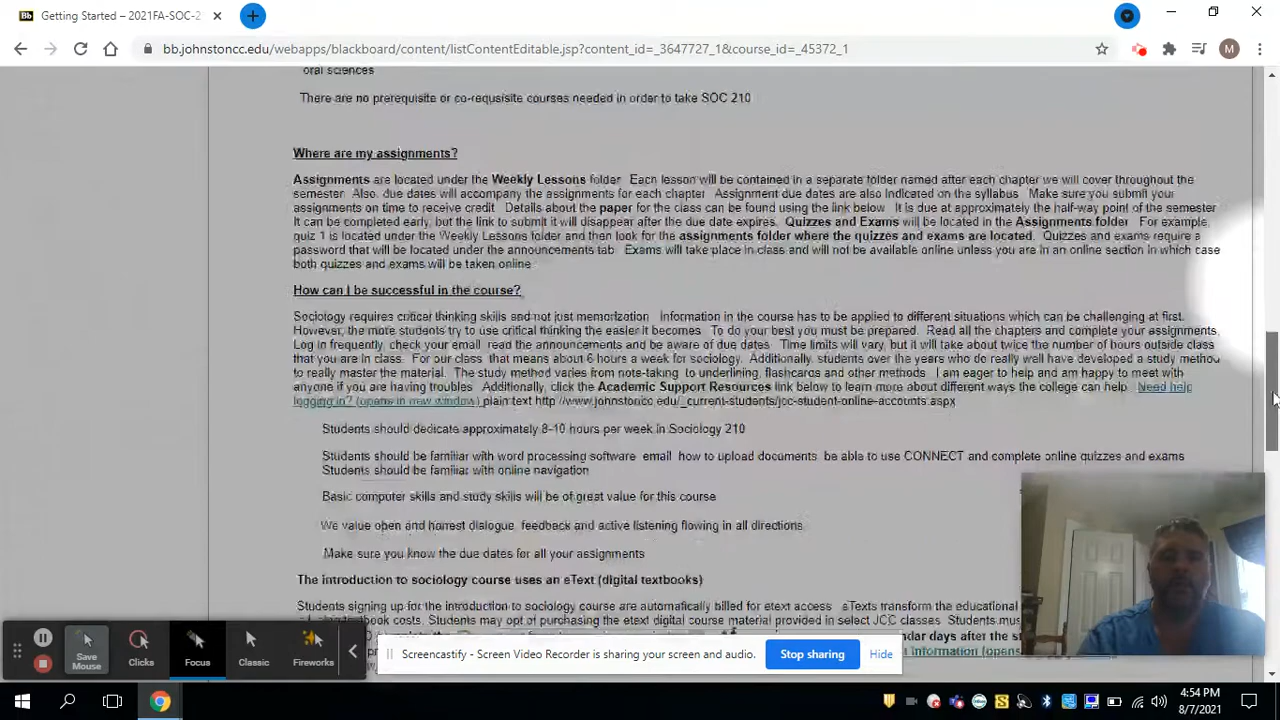 Getting Started – 2021FA-SOC-2
bb.johnstoncc.edu/webapps/blackboard/content/listContentEditable.jsp?content_id=_3647727_1&course_id=_45372_1
M
oral sciences
There are no prerequisite or co-requisite courses needed in order to take SOC 210
Where are my assignments?
Assignments are located under the Weekly Lessons folder Each lesson will be contained in a separate folder named after each chapter we will cover throughout the
semester Also, due dates will accompany the assignments for each chapter Assignment due dates are also indicated on the syllabus Make sure you submit your
assignments on time to receive credit Details about the paper for the class can be found using the link below It is due at approximately the half-way point of the semester
It can be completed early, but the link to submit it will disappear after the due date expires. Quizzes and Exams will be located in the Assignments folder For example,
quiz 1 is located under the Weekly Lessons folder and then look for the assignments folder where the quizzes and exams are located. Quizzes and exams require a
password that will be located under the announcements tab Exams will take place in class and will not be available online unless you are in an online section in which case
both quizzes and exams will be taken online
How can I be successful in the course?
Sociology requires critical thinking skills and not just memorization Information in the course has to be applied to different situations which can be challenging at first.
However, the more students try to use critical thinking the easier it becomes To do your best you must be prepared. Read all the chapters and complete your assignments.
Log in frequently, check your email read the announcements and be aware of due dates Time limits will vary, but it will take about twice the number of hours outside class
that you are in class. For our class that means about 6 hours a week for sociology. Additionally, students over the years who do really well have developed a study method
to really master the material. The study method varies from note-taking to underlining, flashcards and other methods I am eager to help and am happy to meet with
anyone if you are having troubles Additionally, click the Academic Support Resources link below to learn more about different ways the college can help Need help
logging in? (opens in new window) plain text http://www.johnstoncc edu/_current-students/jcc-student-online-accounts.aspx
Students should dedicate approximately 8-10 hours per week in Sociology 210
Students should be familiar with word processing software email how to upload documents be able to use CONNECT and complete online quizzes and exams
Students should be familiar with online navigation
Basic computer skills and study skills will be of great value for this course
We value open and honest dialogue feedback and active listening flowing in all directions.
Make sure you know the due dates for all your assignments
The introduction to sociology course uses an eText (digital textbooks)
Students signing up for the introduction to sociology course are automatically billed for etext access eTexts transform the educational
textbook costs. Students may opt of purchasing the etext digital course material provided in select JCC classes Students mus
dar days after the s
information (opens
Save Mouse
Clicks
Focus
Classic
Fireworks
Screencastify - Screen Video Recorder is sharing your screen and audio.
Stop sharing
Hide
4:54 PM
8/7/2021